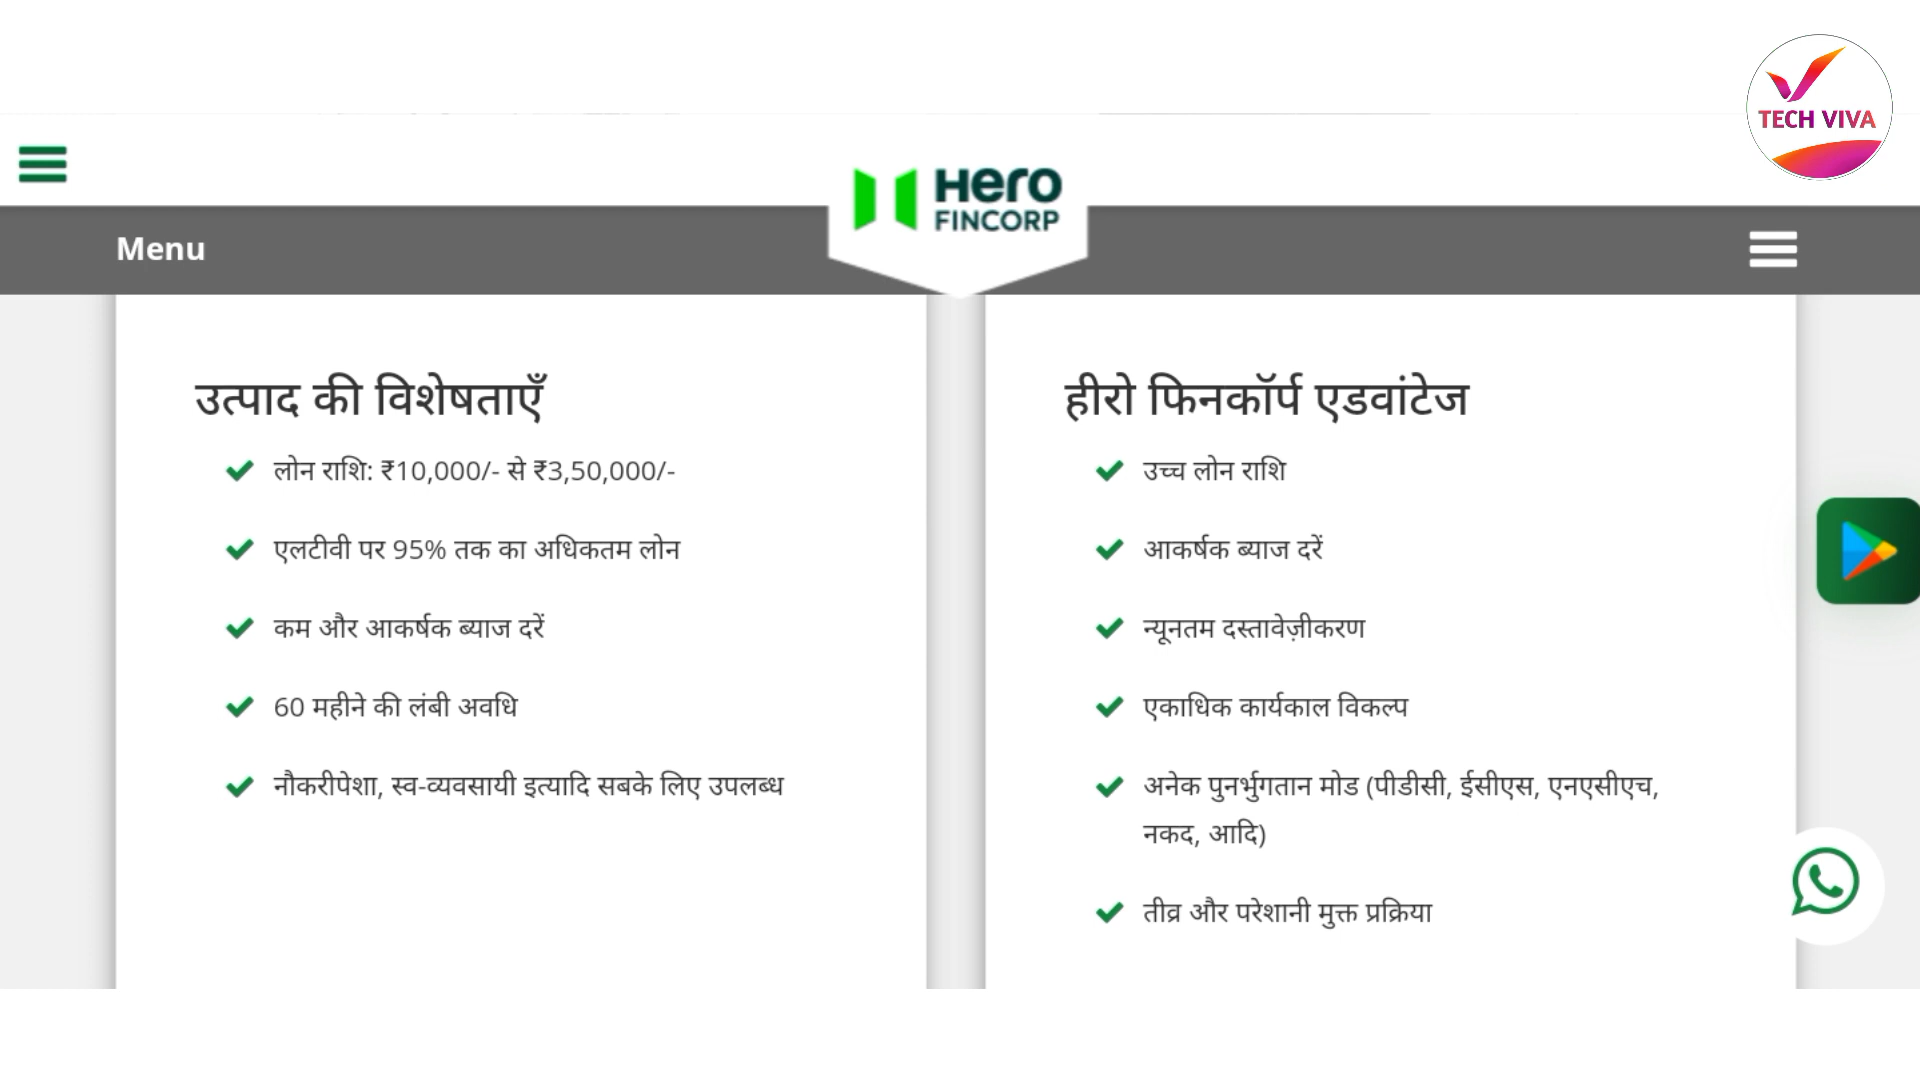 TECH VIVA
Hero
FINCORP
Menu
उत्पाद की विशेषताएँ
लोन राशि: ₹10,000/- से ₹3,50,000/-
एलटीवी पर 95% तक का अधिकतम लोन
कम और आकर्षक ब्याज दरें
60 महीने की लंबी अवधि
नौकरीपेशा, स्व-व्यवसायी इत्यादि सबके लिए उपलब्ध
हीरो फिनकॉर्प एडवांटेज
उच्च लोन राशि
आकर्षक ब्याज दरें
न्यूनतम दस्तावेज़ीकरण
एकाधिक कार्यकाल विकल्प
अनेक पुनर्भुगतान मोड (पीडीसी, ईसीएस, एनएसीएच,
नकद, आदि)
तीव्र और परेशानी मुक्त प्रक्रिया